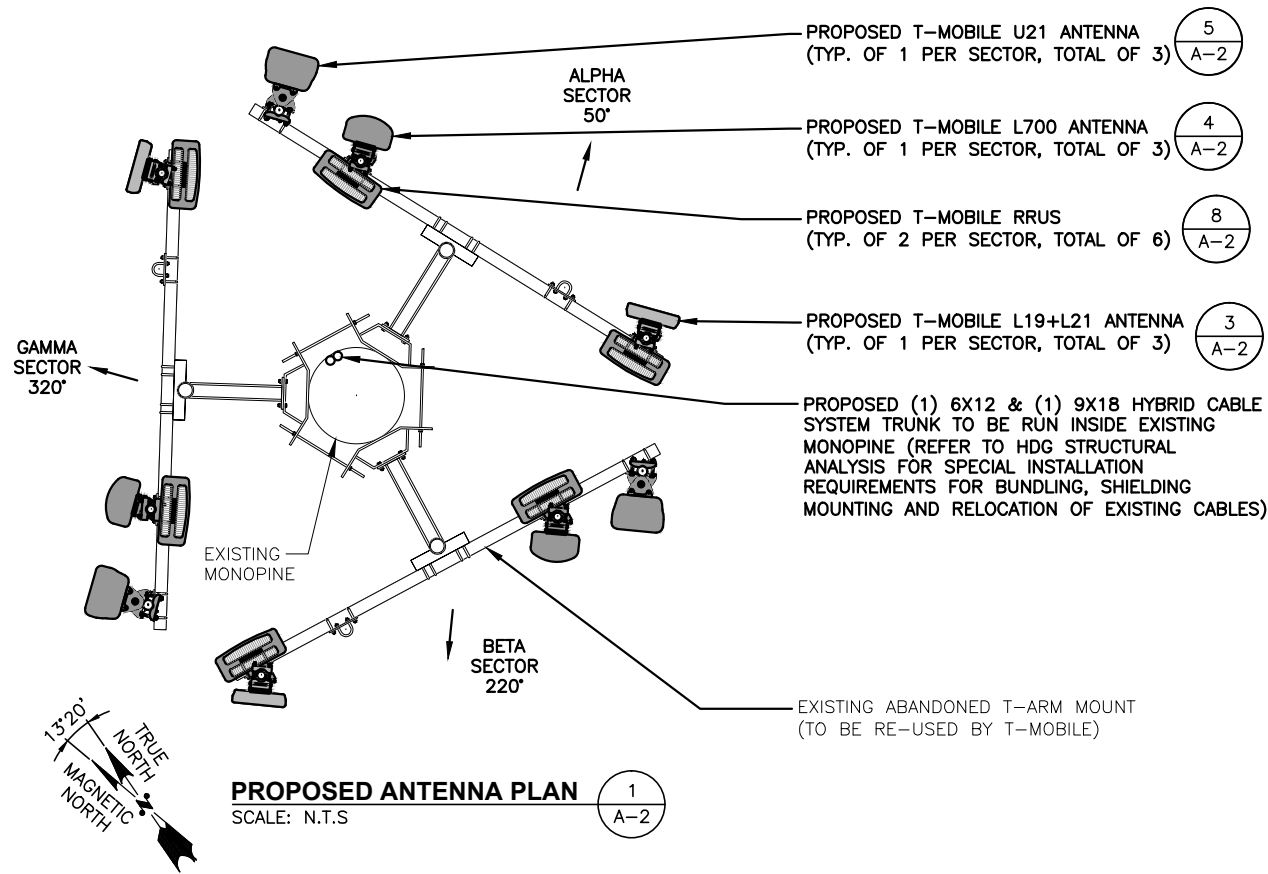 PROPOSED T-MOBILE U21 ANTENNA
(TYP. OF 1 PER SECTOR, TOTAL OF 3)
5
A-2
ALPHA
SECTOR
50°
PROPOSED T-MOBILE L700 ANTENNA
(TYP. OF 1 PER SECTOR, TOTAL OF 3)
4
A-2
PROPOSED T-MOBILE RRUS
(TYP. OF 2 PER SECTOR, TOTAL OF 6)
8
A-2
PROPOSED T-MOBILE L19+L21 ANTENNA
(TYP. OF 1 PER SECTOR, TOTAL OF 3)
3
A-2
GAMMA
SECTOR
320°
PROPOSED (1) 6X12 & (1) 9X18 HYBRID CABLE
SYSTEM TRUNK TO BE RUN INSIDE EXISTING
MONOPINE (REFER TO HDG STRUCTURAL
ANALYSIS FOR SPECIAL INSTALLATION
REQUIREMENTS FOR BUNDLING, SHIELDING
MOUNTING AND RELOCATION OF EXISTING CABLES)
EXISTING
MONOPINE
BETA
SECTOR
220°
EXISTING ABANDONED T-ARM MOUNT
(TO BE RE-USED BY T-MOBILE)
13°20'
TRUE
NORTH
MAGNETIC
NORTH
N
PROPOSED ANTENNA PLAN
SCALE: N.T.S
1
A-2